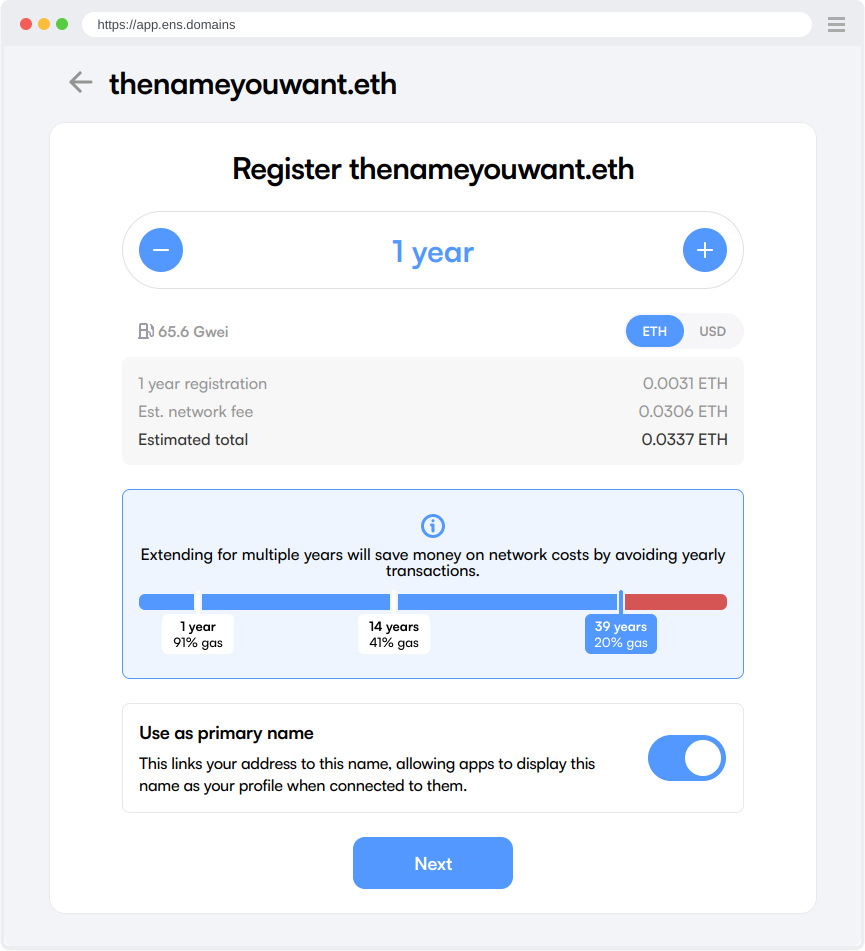 https://app.ens.domains
thenameyouwant.eth
Register thenameyouwant.eth
1 year
65.6 Gwei
ETH USD
1 year registration 0.0031 ETH
Est. network fee 0.0306 ETH
Estimated total 0.0337 ETH
Extending for multiple years will save money on network costs by avoiding yearly
transactions.
1 year 14 years 39 years
91% gas 41% gas 20% gas
Use as primary name
This links your address to this name, allowing apps to display this
name as your profile when connected to them.
Next